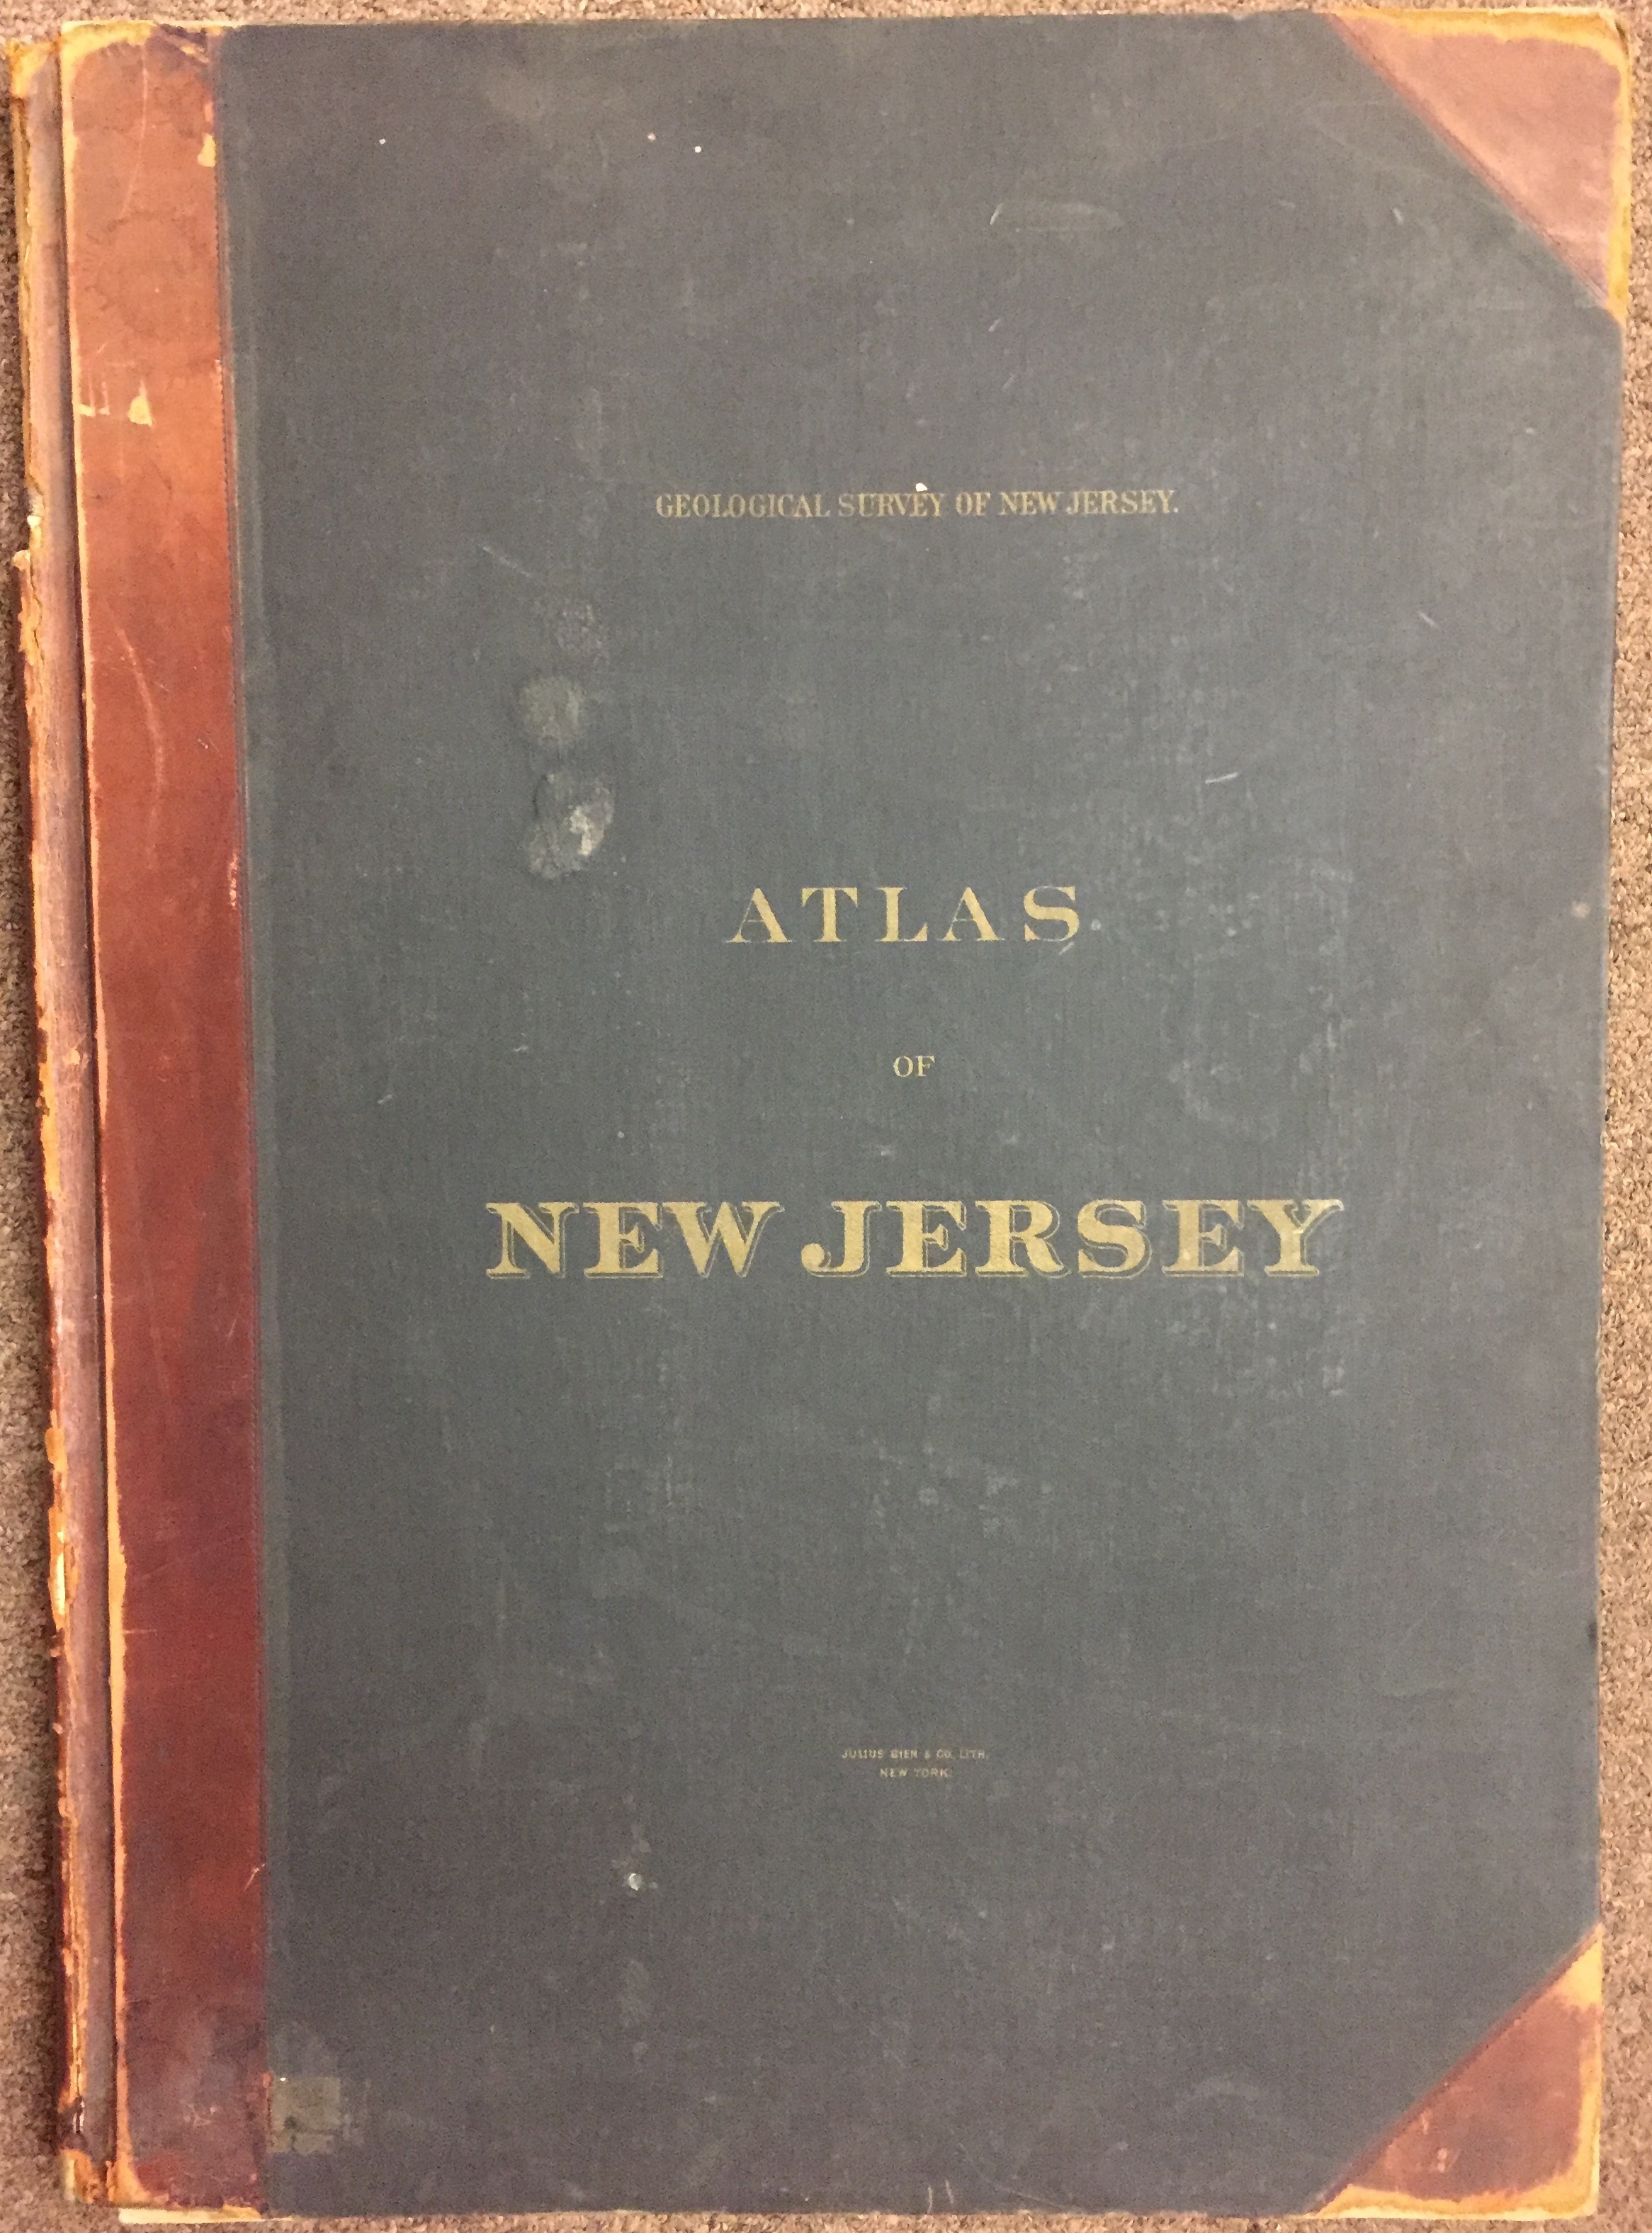 GEOLOGICAL SURVEY OF NEW JERSEY.
ATLAS
OF
NEW JERSEY
JULIUS BIEN & CO. LITH.
NEW YORK.